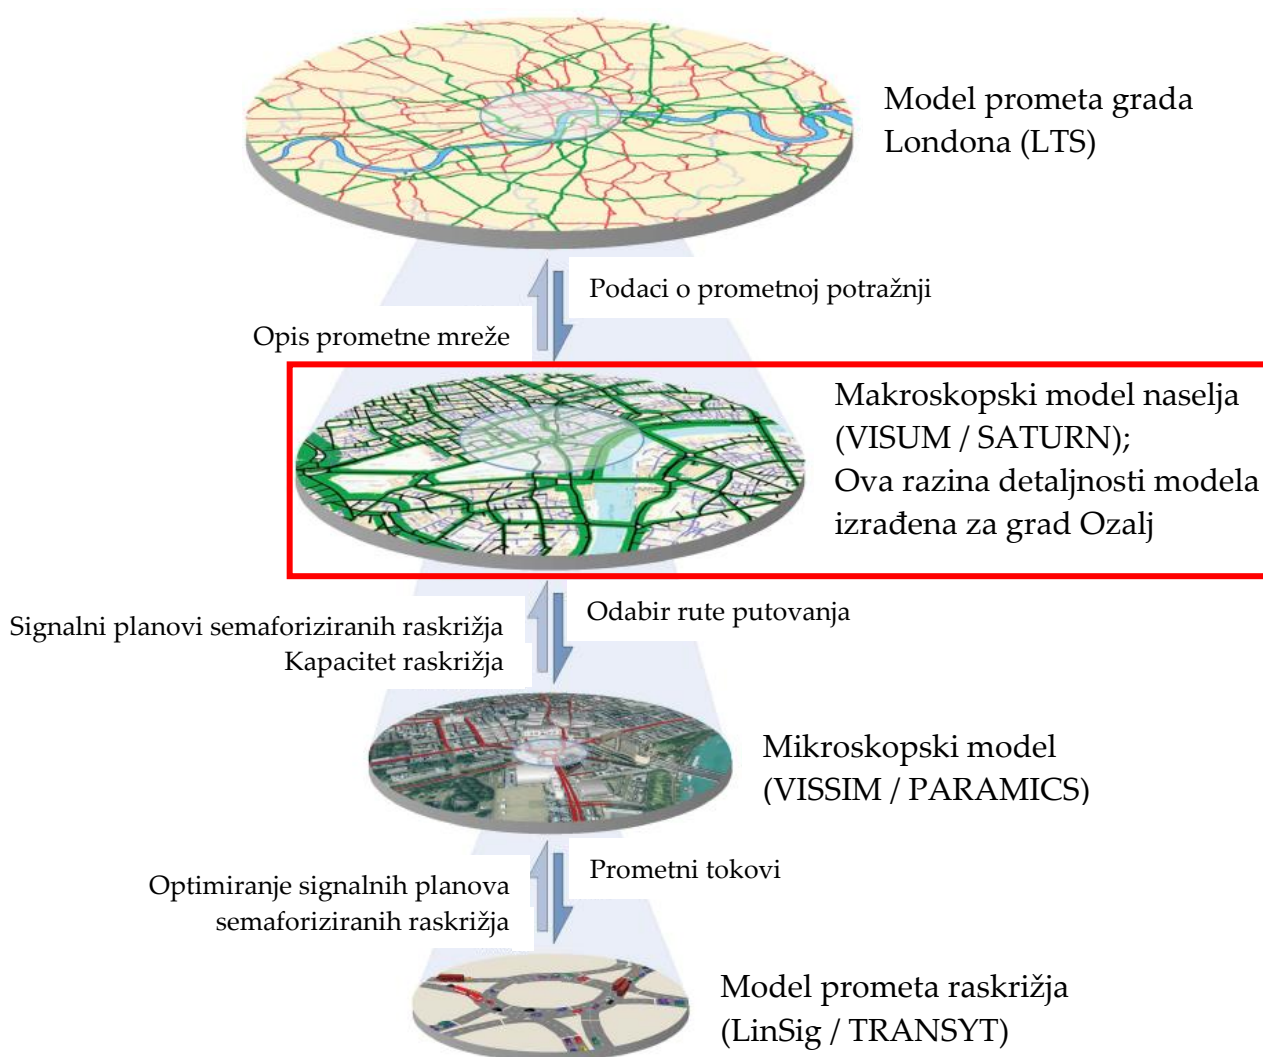 Model prometa grada
Londona (LTS)
Podaci o prometnoj potražnji
Opis prometne mreže
Makroskopski model naselja
(VISUM / SATURN);
Ova razina detaljnosti modela
izrađena za grad Ozalj
Odabir rute putovanja
Signalni planovi semaforiziranih raskrižja
Kapacitet raskrižja
Mikroskopski model
(VISSIM / PARAMICS)
Prometni tokovi
Optimiranje signalnih planova
semaforiziranih raskrižja
Model prometa raskrižja
(LinSig / TRANSYT)